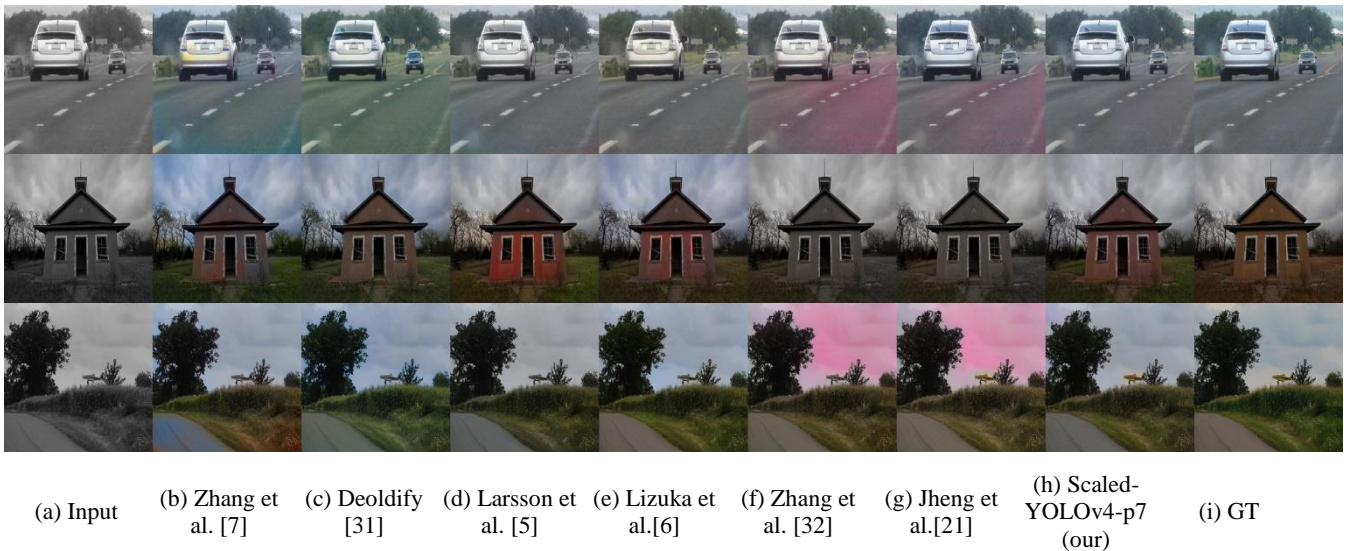 (a) Input
(b) Zhang et
al. [7]
(c) Deoldify
[31]
(d) Larsson et
al. [5]
(e) Lizuka et
al.[6]
(f) Zhang et
al. [32]
(g) Jheng et
al.[21]
(h) Scaled-
YOLOv4-p7
(our)
(i) GT